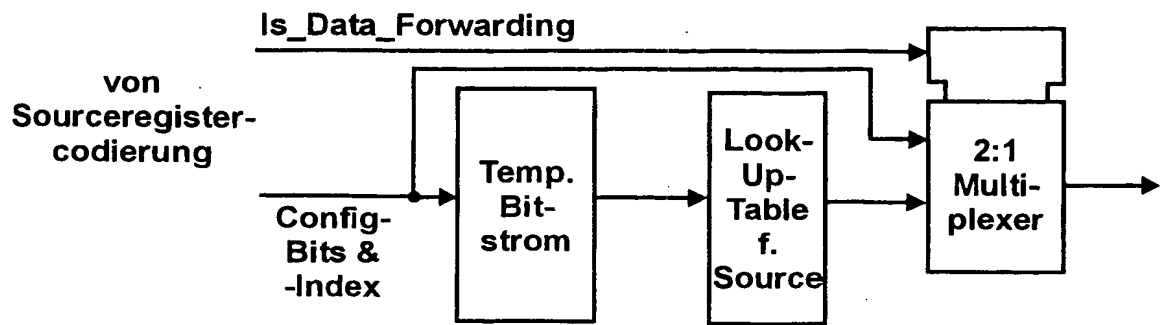 Is_Data_Forwarding
von
Sourceregister-
codierung
Config-
Bits &
-Index
Temp.
Bit-
strom
Look-
Up-
Table
f.
Source
2:1
Multi-
plexer